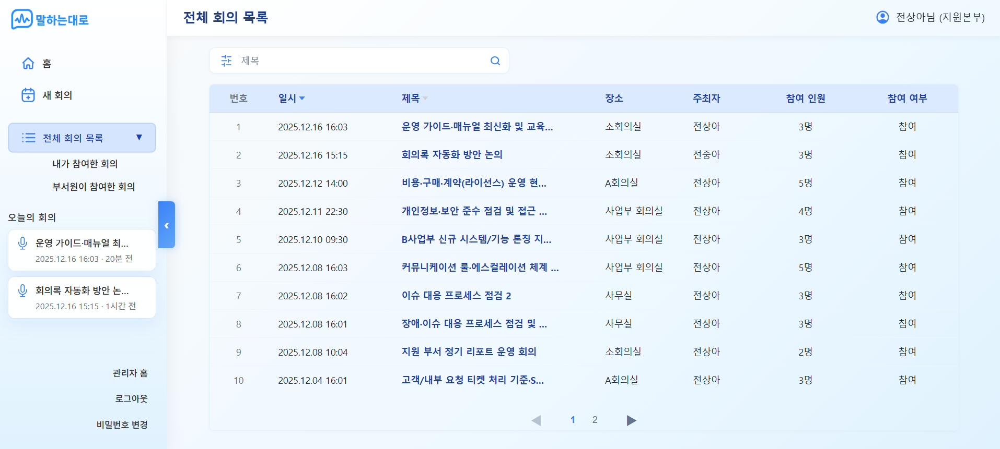 말하는대로
전체 회의 목록
전상아님 (지원본부)
홈
새 회의
전체 회의 목록 ▼
내가 참여한 회의
부서원이 참여한 회의
오늘의 회의
운영 가이드·매뉴얼 최...
2025.12.16 16:03 · 20분 전
회의록 자동화 방안 논...
2025.12.16 15:15 · 1시간 전
관리자 홈
로그아웃
비밀번호 변경
‹
제목
번호 일시 제목 장소 주최자 참여 인원 참여 여부
1 2025.12.16 16:03 운영 가이드·매뉴얼 최신화 및 교육... 소회의실 전상아 3명 참여
2 2025.12.16 15:15 회의록 자동화 방안 논의 소회의실 전중아 3명 참여
3 2025.12.12 14:00 비용·구매·계약(라이선스) 운영 현... A회의실 전상아 5명 참여
4 2025.12.11 22:30 개인정보·보안 준수 점검 및 접근 ... 사업부 회의실 전상아 4명 참여
5 2025.12.10 09:30 B사업부 신규 시스템/기능 론칭 지... 사업부 회의실 전상아 3명 참여
6 2025.12.08 16:03 커뮤니케이션 룰·에스컬레이션 체계 ... 사업부 회의실 전상아 5명 참여
7 2025.12.08 16:02 이슈 대응 프로세스 점검 2 사무실 전상아 3명 참여
8 2025.12.08 16:01 장애·이슈 대응 프로세스 점검 및 ... 사무실 전상아 3명 참여
9 2025.12.08 10:04 지원 부서 정기 리포트 운영 회의 소회의실 전상아 2명 참여
10 2025.12.04 16:01 고객/내부 요청 티켓 처리 기준·S... A회의실 전상아 3명 참여
◀ 1 2 ▶